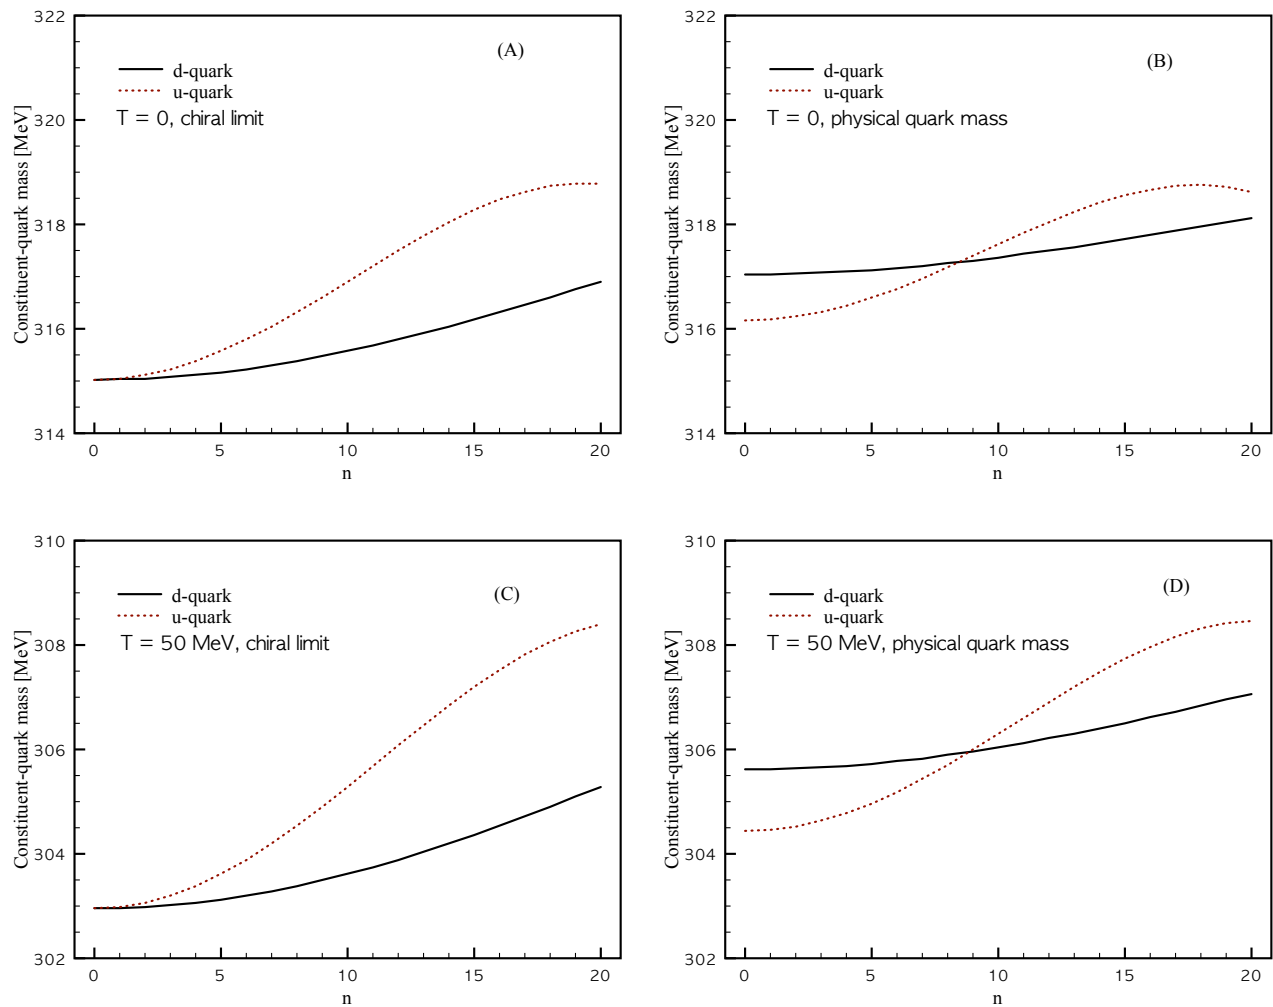 322
320
318
316
314
Constituent-quark mass [MeV]
(A)
d-quark
u-quark
T = 0, chiral limit
0 5 10 15 20
n
322
320
318
316
314
Constituent-quark mass [MeV]
(B)
d-quark
u-quark
T = 0, physical quark mass
0 5 10 15 20
n
310
308
306
304
302
Constituent-quark mass [MeV]
(C)
d-quark
u-quark
T = 50 MeV, chiral limit
0 5 10 15 20
n
310
308
306
304
302
Constituent-quark mass [MeV]
(D)
d-quark
u-quark
T = 50 MeV, physical quark mass
0 5 10 15 20
n